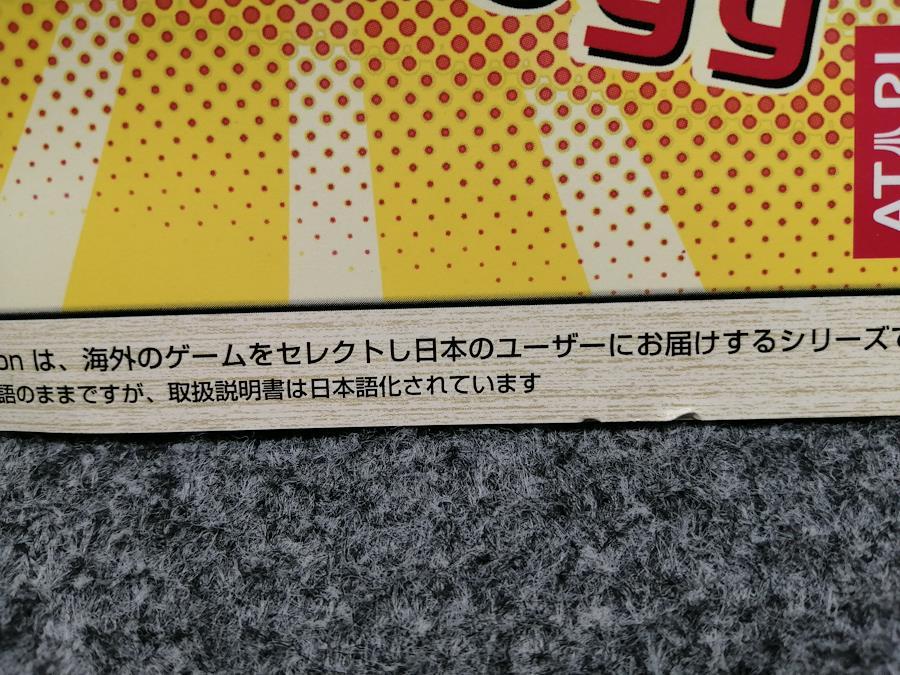 gg
ATARI
on は、海外のゲームをセレクトし日本のユーザーにお届けするシリーズで
語のままですが、取扱説明書は日本語化されています